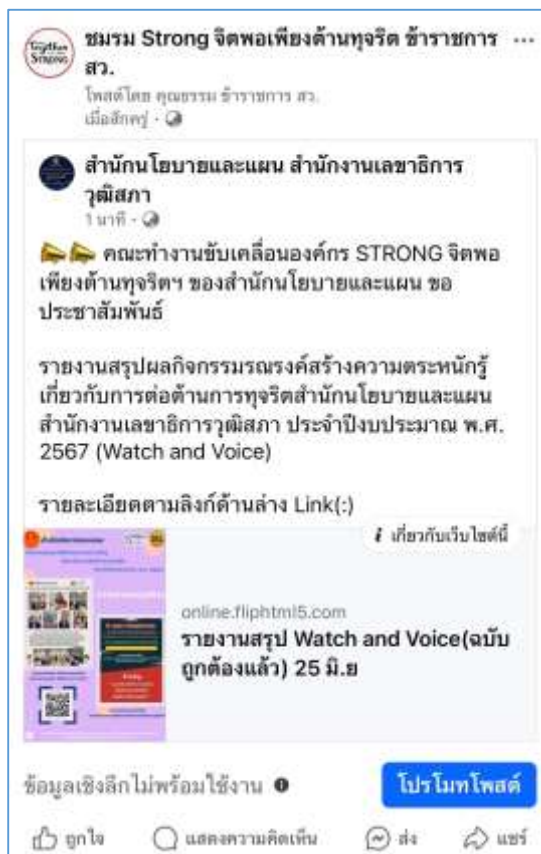 Together
STRONG
ชมรม Strong จิตพอเพียงต้านทุจริต ข้าราชการ
สว.
โพสต์โดย คุณธรรม ข้าราชการ สว.
เมื่อสักครู่ ·
สำนักนโยบายและแผน สำนักงานเลขาธิการ
วุฒิสภา
1 นาที ·
คณะทำงานขับเคลื่อนองค์กร STRONG จิตพอ
เพียงต้านทุจริตฯ ของสำนักนโยบายและแผน ขอ
ประชาสัมพันธ์
รายงานสรุปผลกิจกรรมรณรงค์สร้างความตระหนักรู้
เกี่ยวกับการต่อต้านการทุจริตสำนักนโยบายและแผน
สำนักงานเลขาธิการวุฒิสภา ประจำปีงบประมาณ พ.ศ.
2567 (Watch and Voice)
รายละเอียดตามลิงก์ด้านล่าง Link(:)
i เกี่ยวกับเว็บไซต์นี้
online.fliphtml5.com
รายงานสรุป Watch and Voice(ฉบับ
ถูกต้องแล้ว) 25 มิ.ย
ข้อมูลเชิงลึกไม่พร้อมใช้งาน
โปรโมทโพสต์
ถูกใจ แสดงความคิดเห็น ส่ง แชร์